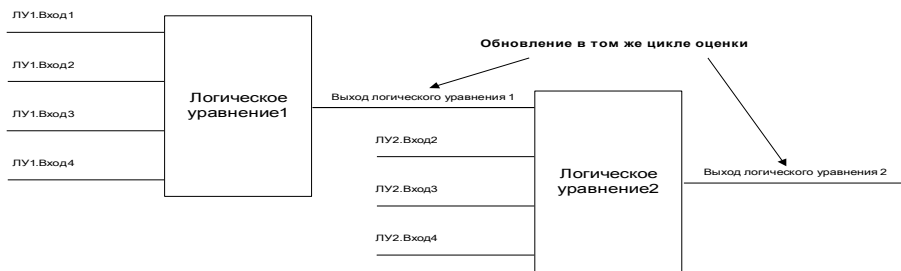 ЛУ1.Вход1
Обновление в том же цикле оценки
ЛУ1.Вход2
Логическое
уравнение1
Выход логического уравнения 1
ЛУ1.Вход3
ЛУ2.Вход2
ЛУ1.Вход4
Логическое
уравнение2
Выход логического уравнения 2
ЛУ2.Вход3
ЛУ2.Вход4